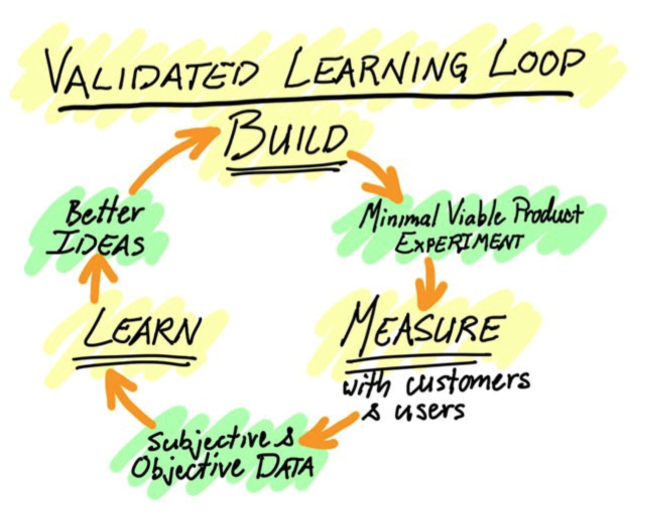 VALIDATED LEARNING LOOP
BUILD
Better
IDEAS
Minimal Viable Product
EXPERIMENT
LEARN
MEASURE
with customers
& users
Subjective &
Objective DATA